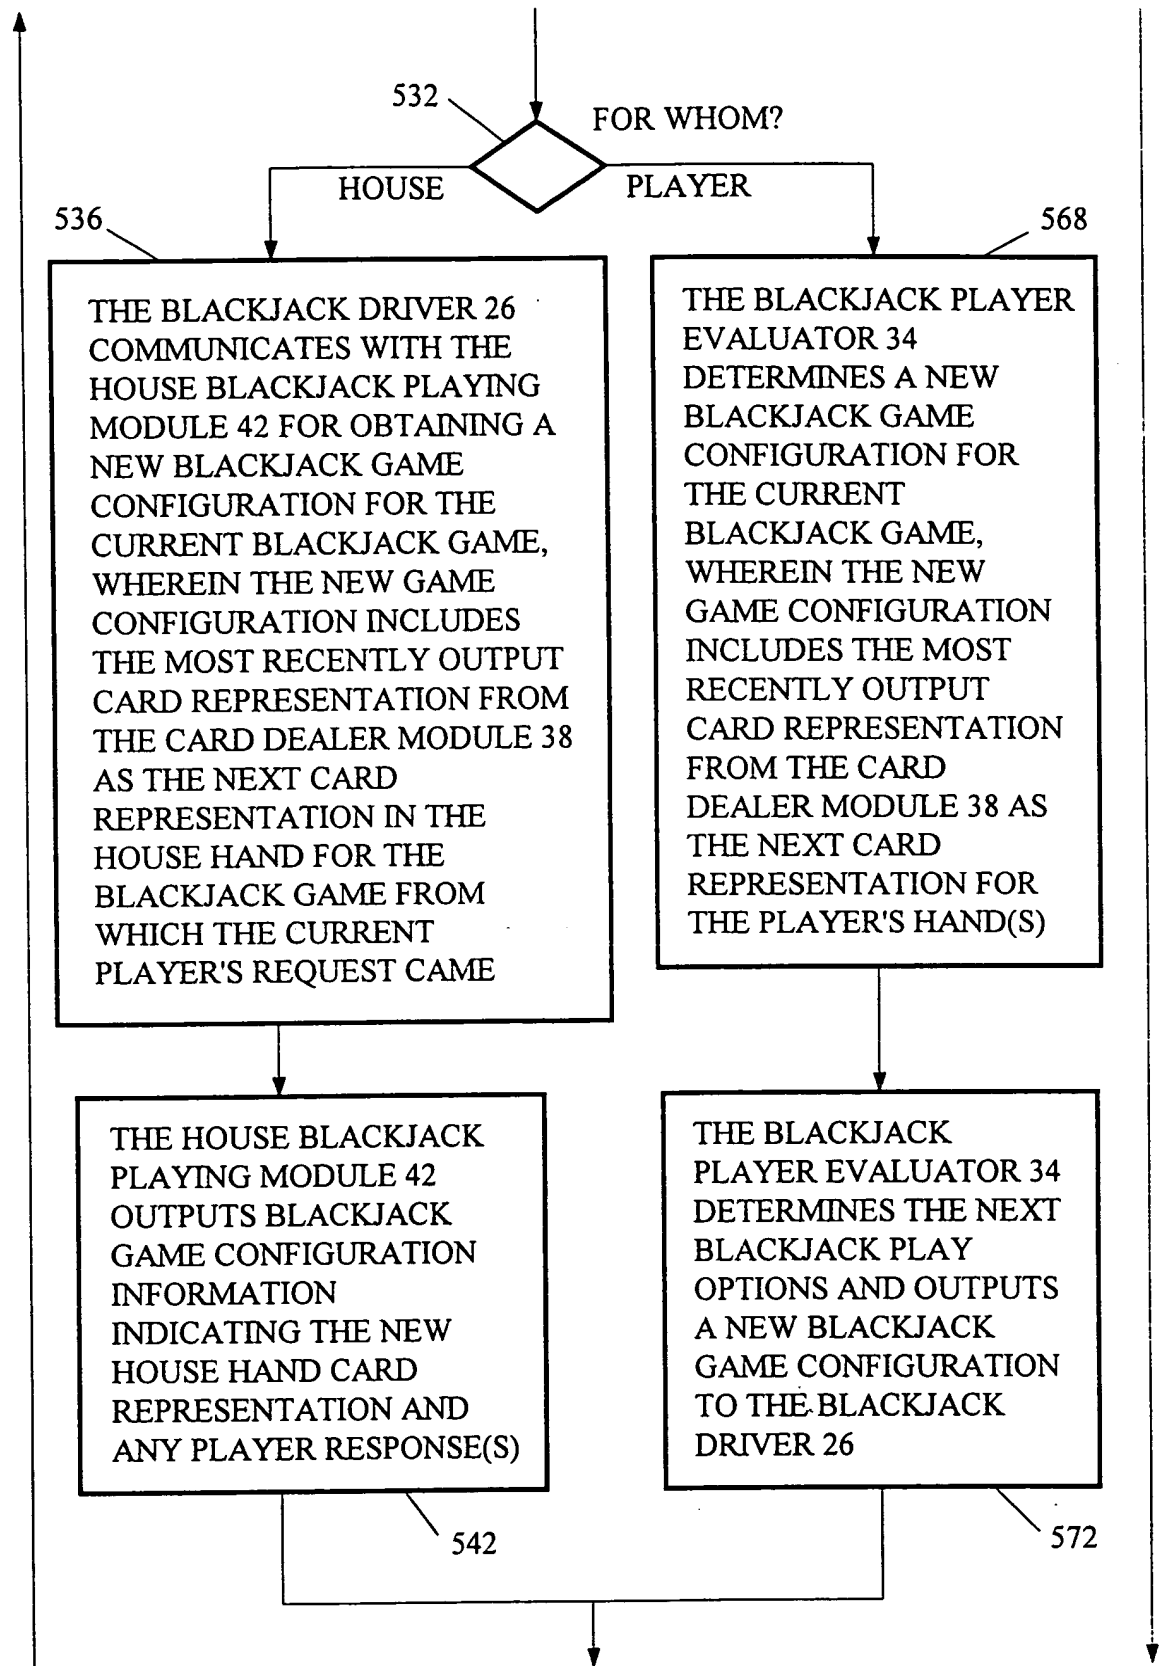 532
FOR WHOM?
HOUSE
PLAYER
536
THE BLACKJACK DRIVER 26
COMMUNICATES WITH THE
HOUSE BLACKJACK PLAYING
MODULE 42 FOR OBTAINING A
NEW BLACKJACK GAME
CONFIGURATION FOR THE
CURRENT BLACKJACK GAME,
WHEREIN THE NEW GAME
CONFIGURATION INCLUDES
THE MOST RECENTLY OUTPUT
CARD REPRESENTATION FROM
THE CARD DEALER MODULE 38
AS THE NEXT CARD
REPRESENTATION IN THE
HOUSE HAND FOR THE
BLACKJACK GAME FROM
WHICH THE CURRENT
PLAYER'S REQUEST CAME
568
THE BLACKJACK PLAYER
EVALUATOR 34
DETERMINES A NEW
BLACKJACK GAME
CONFIGURATION FOR
THE CURRENT
BLACKJACK GAME,
WHEREIN THE NEW
GAME CONFIGURATION
INCLUDES THE MOST
RECENTLY OUTPUT
CARD REPRESENTATION
FROM THE CARD
DEALER MODULE 38 AS
THE NEXT CARD
REPRESENTATION FOR
THE PLAYER'S HAND(S)
THE HOUSE BLACKJACK
PLAYING MODULE 42
OUTPUTS BLACKJACK
GAME CONFIGURATION
INFORMATION
INDICATING THE NEW
HOUSE HAND CARD
REPRESENTATION AND
ANY PLAYER RESPONSE(S)
542
THE BLACKJACK
PLAYER EVALUATOR 34
DETERMINES THE NEXT
BLACKJACK PLAY
OPTIONS AND OUTPUTS
A NEW BLACKJACK
GAME CONFIGURATION
TO THE BLACKJACK
DRIVER 26
572